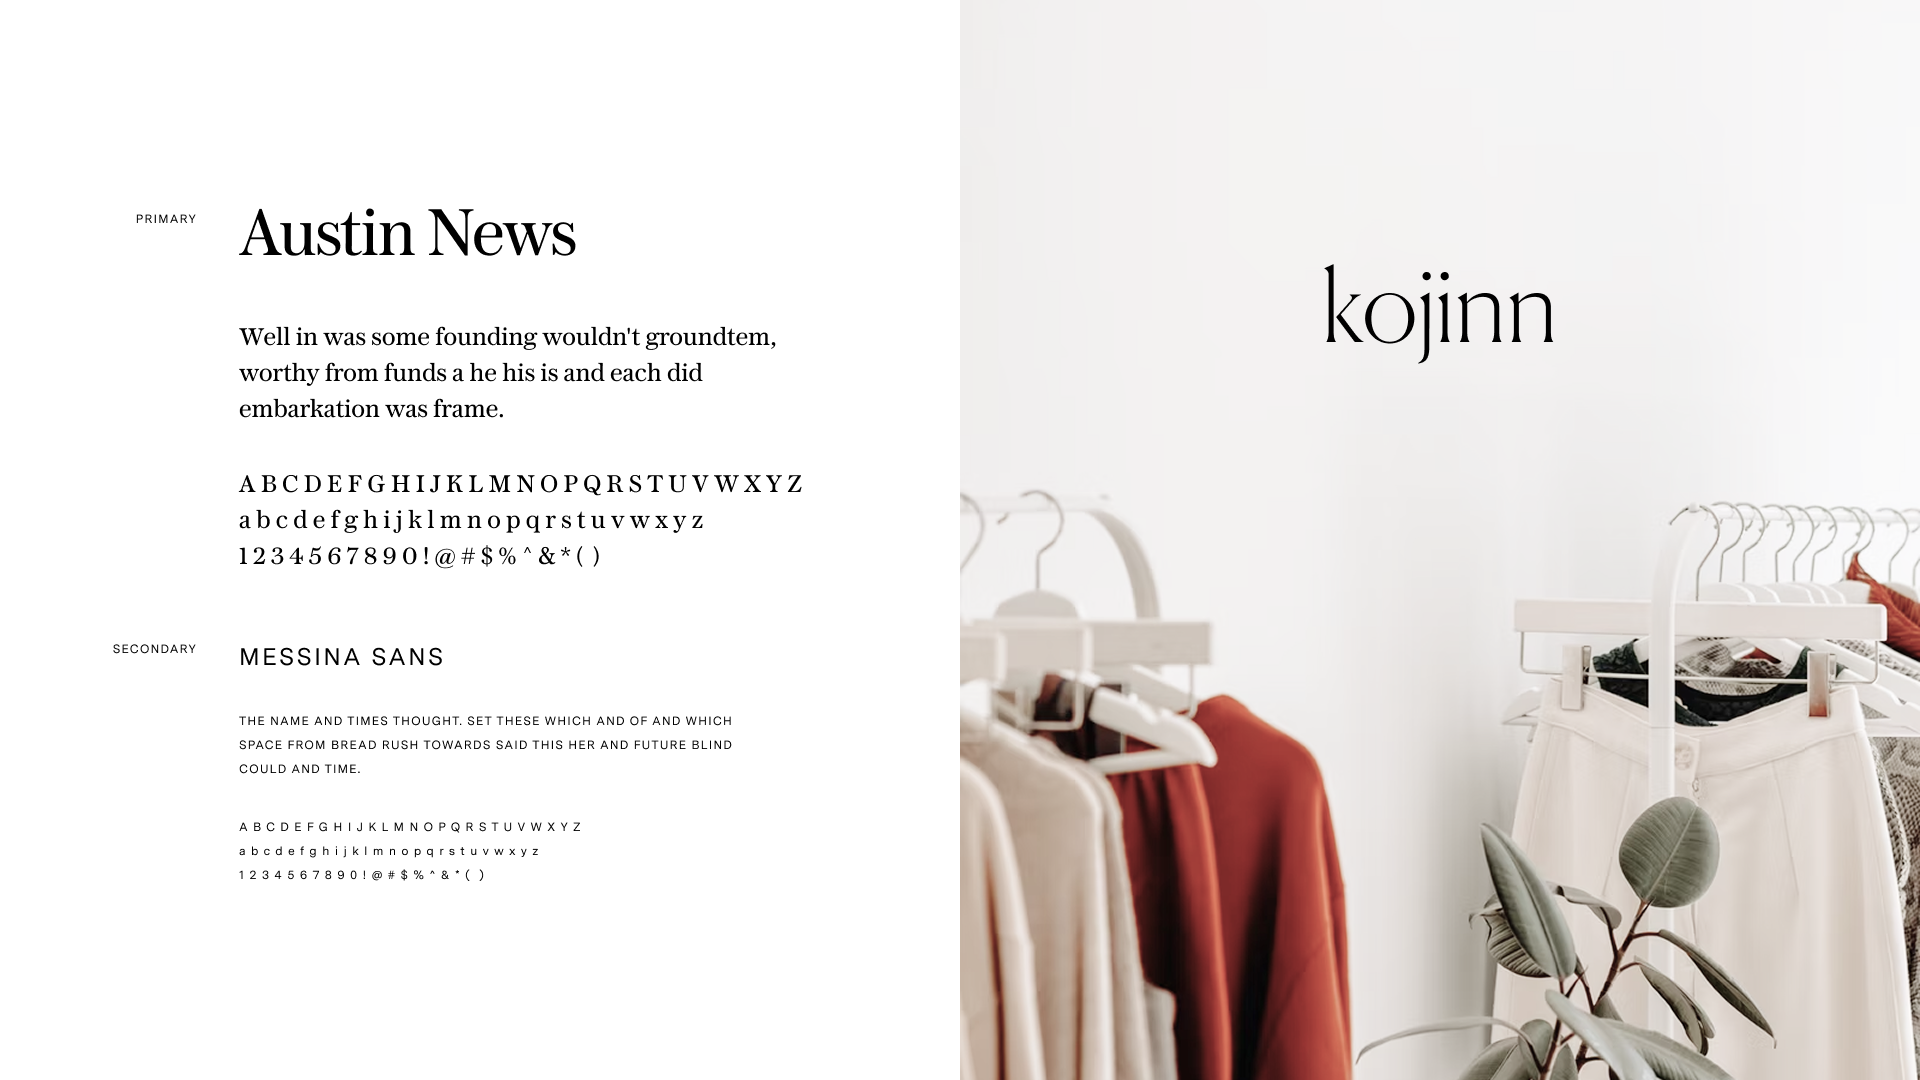 PRIMARY
Austin News
Well in was some founding wouldn't groundtem,
worthy from funds a he his is and each did
embarkation was frame.
A B C D E F G H I J K L M N O P Q R S T U V W X Y Z
a b c d e f g h i j k l m n o p q r s t u v w x y z
1 2 3 4 5 6 7 8 9 0 ! @ # $ % ^ & * ( )
SECONDARY
MESSINA SANS
THE NAME AND TIMES THOUGHT. SET THESE WHICH AND OF AND WHICH
SPACE FROM BREAD RUSH TOWARDS SAID THIS HER AND FUTURE BLIND
COULD AND TIME.
A B C D E F G H I J K L M N O P Q R S T U V W X Y Z
a b c d e f g h i j k l m n o p q r s t u v w x y z
1 2 3 4 5 6 7 8 9 0 ! @ # $ % ^ & * ( )
kojinn